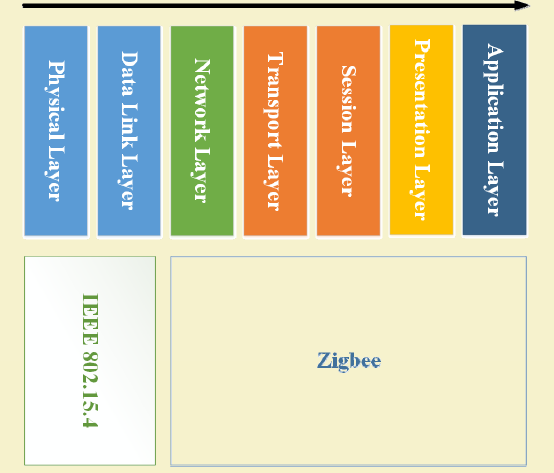 Physical Layer
Data Link Layer
Network Layer
Transport Layer
Session Layer
Presentation Layer
Application Layer
IEEE 802.15.4
Zigbee